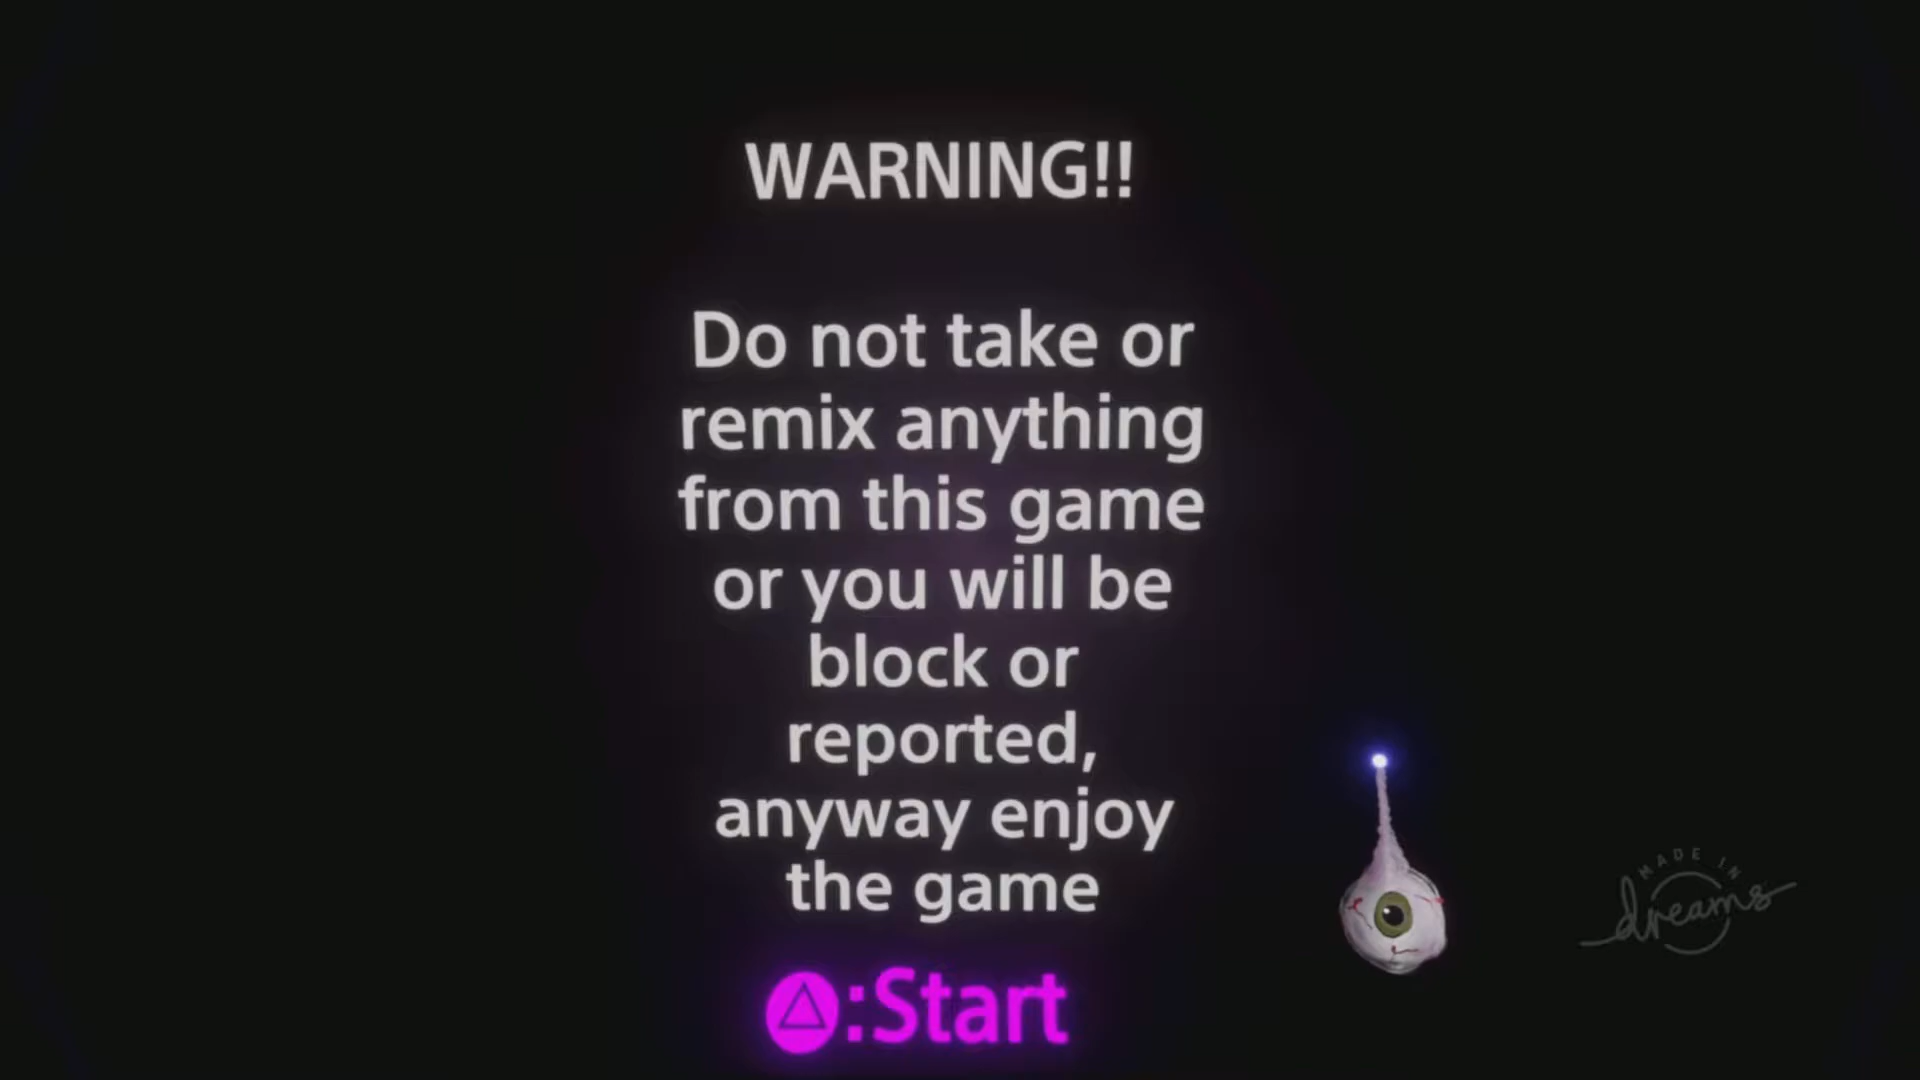 WARNING!!
Do not take or
remix anything
from this game
or you will be
block or
reported,
anyway enjoy
the game
:Start
MADE IN
dreams